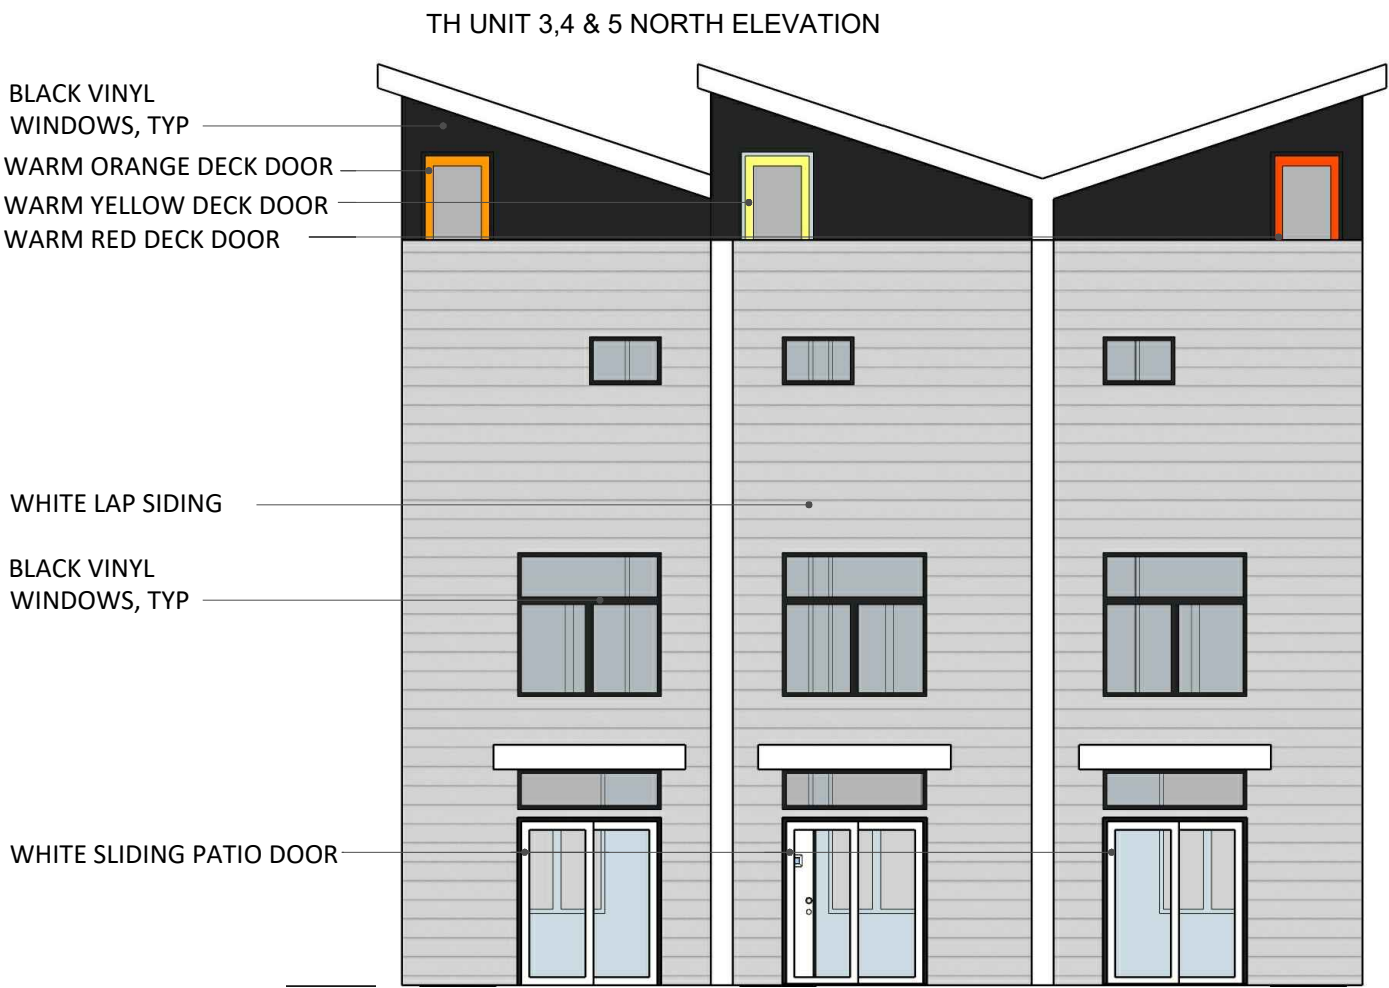 TH UNIT 3,4 & 5 NORTH ELEVATION
BLACK VINYL
WINDOWS, TYP
WARM ORANGE DECK DOOR
WARM YELLOW DECK DOOR
WARM RED DECK DOOR
WHITE LAP SIDING
BLACK VINYL
WINDOWS, TYP
WHITE SLIDING PATIO DOOR